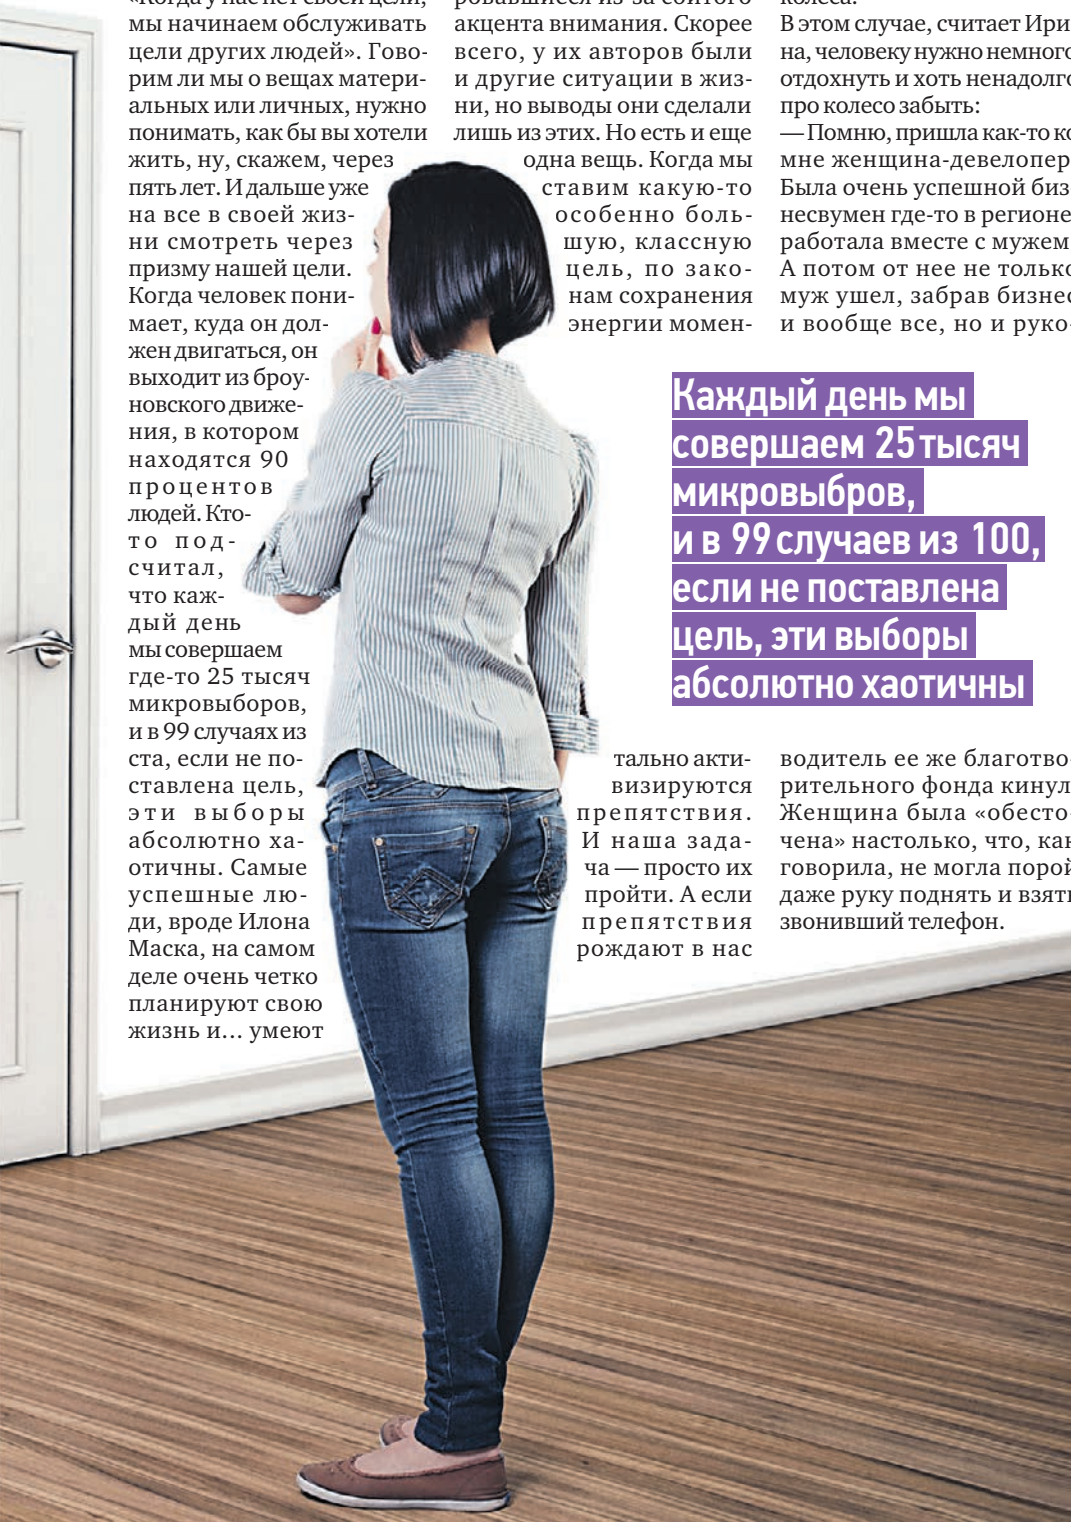 «Когда у нас нет своей цели,
мы начинаем обслуживать
цели других людей». Гово-
рим ли мы о вещах матери-
альных или личных, нужно
понимать, как бы вы хотели
жить, ну, скажем, через
пять лет. И дальше уже
на все в своей жиз-
ни смотреть через
призму нашей цели.
Когда человек пони-
мает, куда он дол-
жен двигаться, он
выходит из броу-
новского движе-
ния, в котором
находятся 90
процентов
людей. Кто-
то под-
считал,
что каж-
дый день
мы совершаем
где-то 25 тысяч
микровыборов,
и в 99 случаях из
ста, если не по-
ставлена цель,
эти выборы
абсолютно ха-
отичны. Самые
успешные лю-
ди, вроде Илона
Маска, на самом
деле очень четко
планируют свою
жизнь и... умеют
ровавшиеся из-за сбитого
акцента внимания. Скорее
всего, у их авторов были
и другие ситуации в жиз-
ни, но выводы они сделали
лишь из этих. Но есть и еще
одна вещь. Когда мы
ставим какую-то
особенно боль-
шую, классную
цель, по зако-
нам сохранения
энергии момен-
тально акти-
визируются
препятствия.
И наша зада-
ча — просто их
пройти. А если
препятствия
рождают в нас
колеса.
В этом случае, считает Ири-
на, человеку нужно немного
отдохнуть и хоть ненадолго
про колесо забыть:
— Помню, пришла как-то ко
мне женщина-девелопер.
Была очень успешной биз-
несвумен где-то в регионе,
работала вместе с мужем.
А потом от нее не только
муж ушел, забрав бизнес
и вообще все, но и руко-
Каждый день мы
совершаем 25 тысяч
микровыбров,
и в 99 случаев из 100,
если не поставлена
цель, эти выборы
абсолютно хаотичны
водитель ее же благотво-
рительного фонда кинул.
Женщина была «обесто-
чена» настолько, что, как
говорила, не могла порой
даже руку поднять и взять
звонивший телефон.